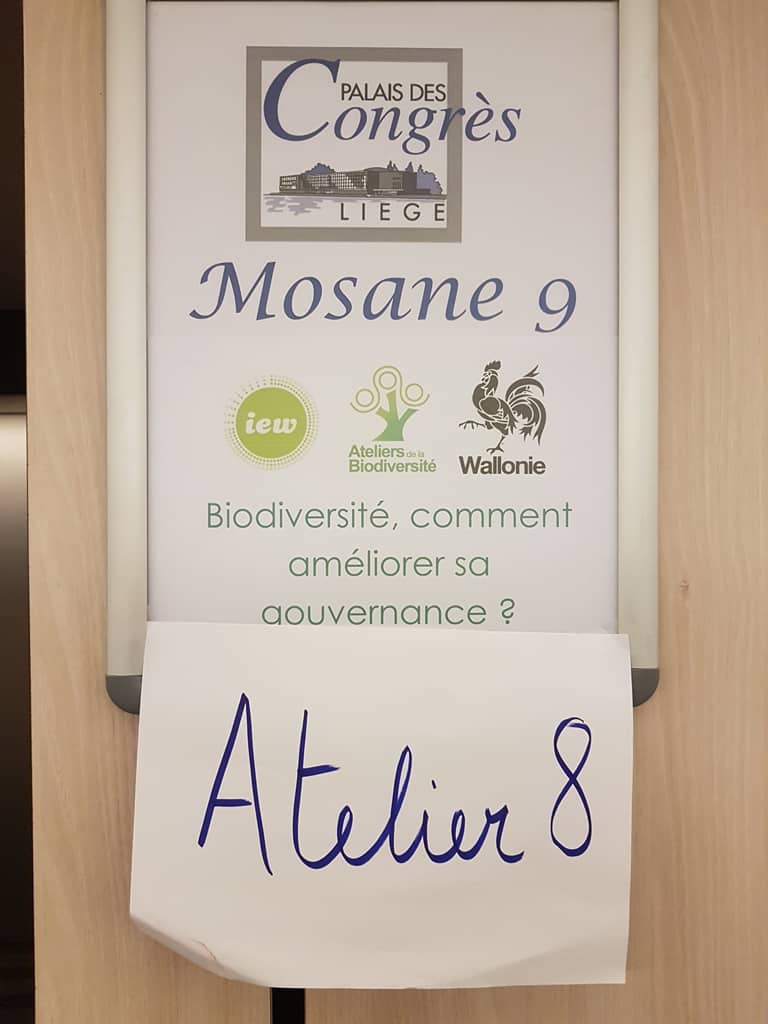 PALAIS DES
Congrès
LIEGE
Mosane 9
iew
Ateliers de la
Biodiversité
Wallonie
Biodiversité, comment
améliorer sa
gouvernance ?
Atelier 8